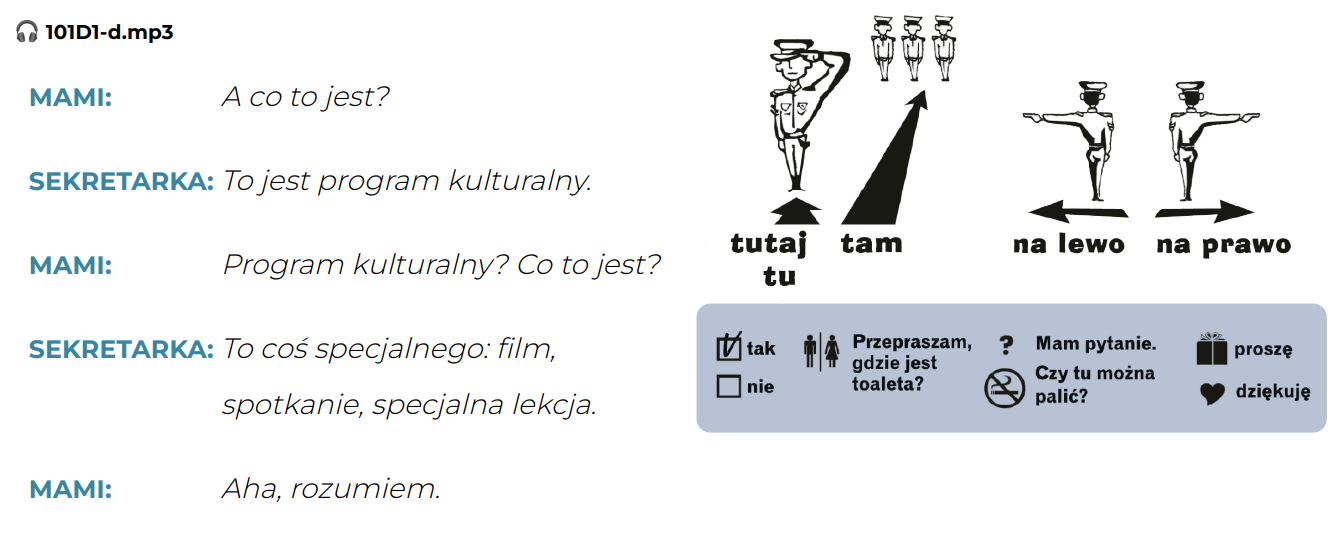 101D1-d.mp3
MAMI: A co to jest?
SEKRETARKA: To jest program kulturalny.
MAMI: Program kulturalny? Co to jest?
SEKRETARKA: To coś specjalnego: film,
spotkanie, specjalna lekcja.
MAMI: Aha, rozumiem.
tutaj
tu
tam
na lewo
na prawo
tak
nie
Przepraszam,
gdzie jest
toaleta?
? Mam pytanie.
Czy tu można
palić?
proszę
dziękuję